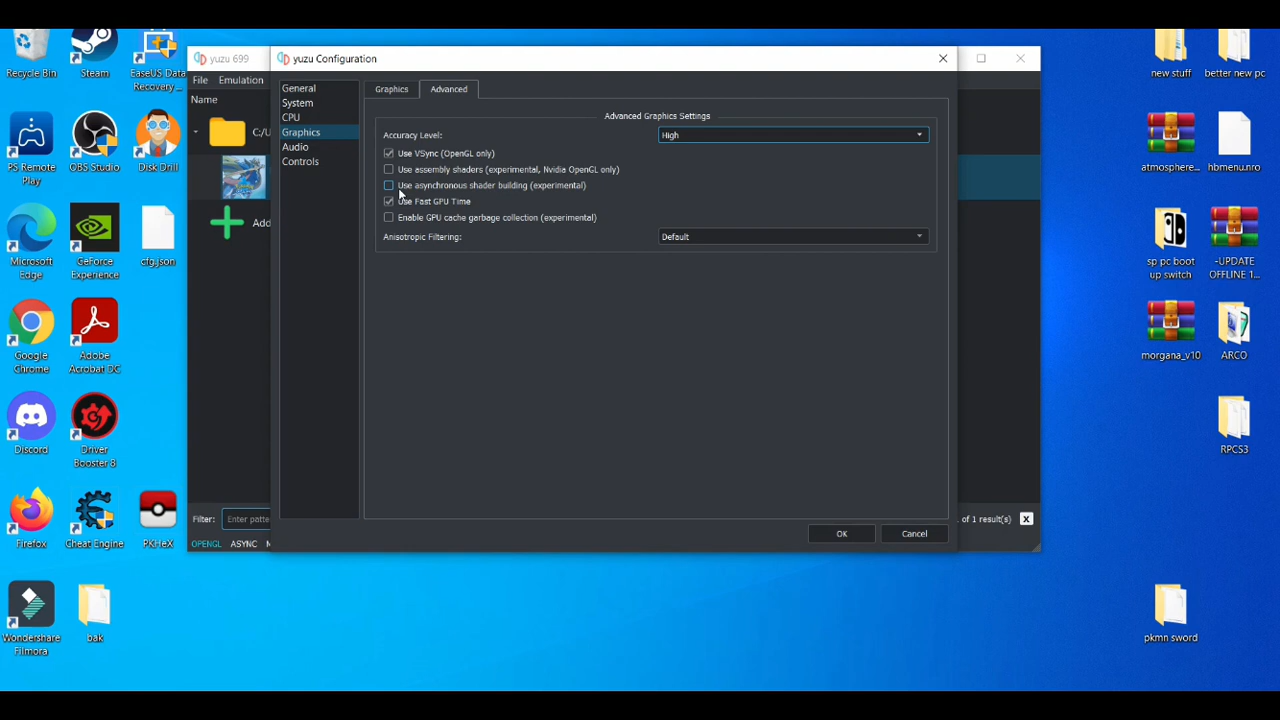 Recycle Bin
Steam
EaseUS Data
Recovery ...
PS Remote
Play
OBS Studio
Disk Drill
Microsoft
Edge
GeForce
Experience
cfg.json
Google
Chrome
Adobe
Acrobat DC
Discord
Driver
Booster 8
Firefox
Cheat Engine
PKHeX
Wondershare
Filmora
bak
yuzu 699
File Emulation
Name
C:/U
Add
Filter:
Enter patte
of 1 result(s)
X
OPENGL ASYNC M
yuzu Configuration
General
System
CPU
Graphics
Audio
Controls
Graphics
Advanced
Advanced Graphics Settings
Accuracy Level:
High
Use VSync (OpenGL only)
Use assembly shaders (experimental, Nvidia OpenGL only)
Use asynchronous shader building (experimental)
Use Fast GPU Time
Enable GPU cache garbage collection (experimental)
Anisotropic Filtering:
Default
OK
Cancel
new stuff
better new pc
atmosphere...
hbmenu.nro
sp pc boot
up switch
-UPDATE
OFFLINE 1...
morgana_v10
ARCO
RPCS3
pkmn sword